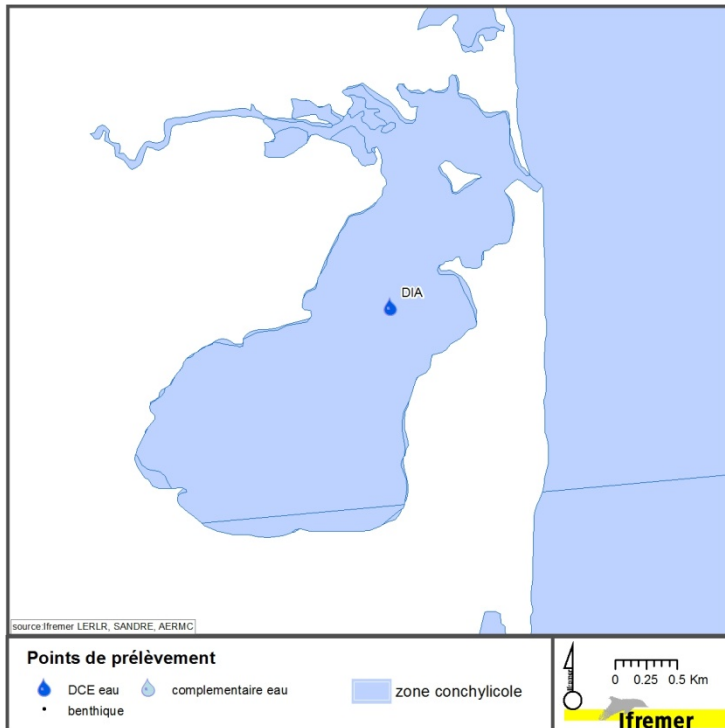 DIA
source:Ifremer LERLR, SANDRE, AERMC
Points de prélèvement
DCE eau
complementaire eau
zone conchylicole
benthique
0 0.25 0.5 Km
Ifremer